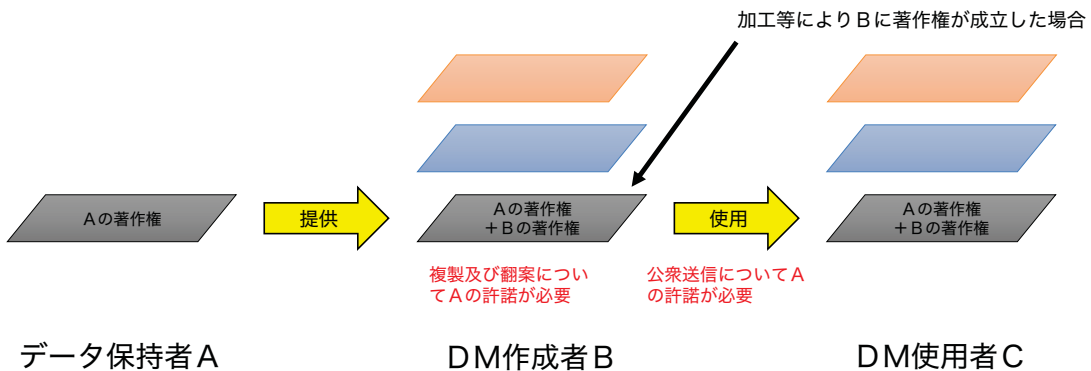 加工等によりBに著作権が成立した場合
Aの著作権
提供
Aの著作権
+Bの著作権
使用
Aの著作権
+Bの著作権
複製及び翻案につい
てAの許諾が必要
公衆送信についてA
の許諾が必要
データ保持者A
DM作成者B
DM使用者C